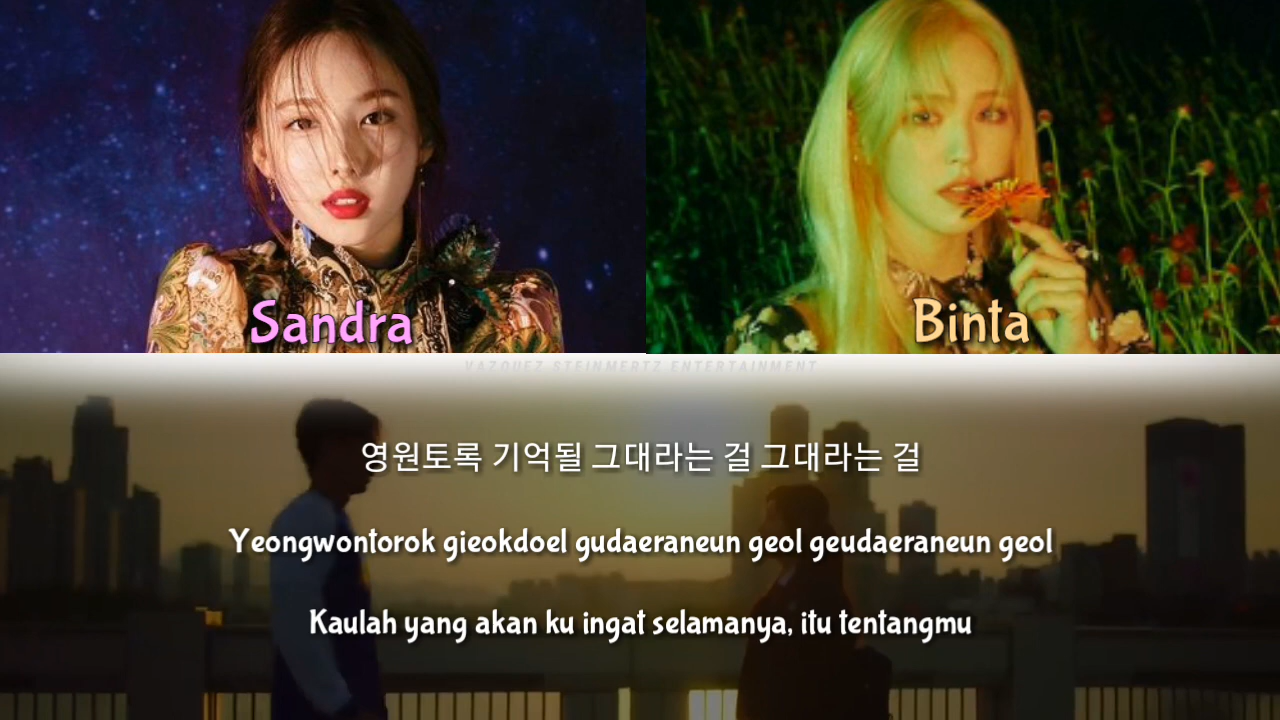 Sandra
Binta
VAZQUEZ STEINMERTZ ENTERTAINMENT
영원토록 기억될 그대라는 걸 그대라는 걸
Yeongwontorok gieokdoel gudaeraneun geol geudaeraneun geol
Kaulah yang akan ku ingat selamanya, itu tentangmu